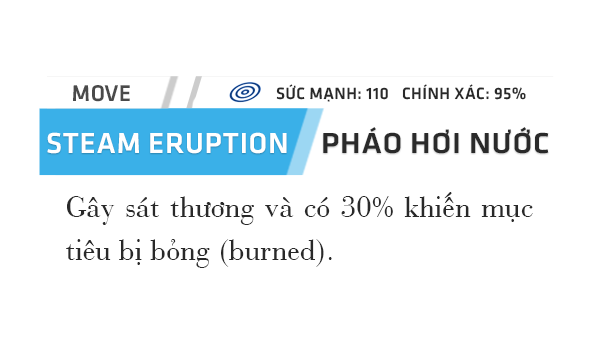 MOVE SỨC MẠNH: 110 CHÍNH XÁC: 95%
STEAM ERUPTION PHÁO HƠI NƯỚC
Gây sát thương và có 30% khiến mục
tiêu bị bỏng (burned).